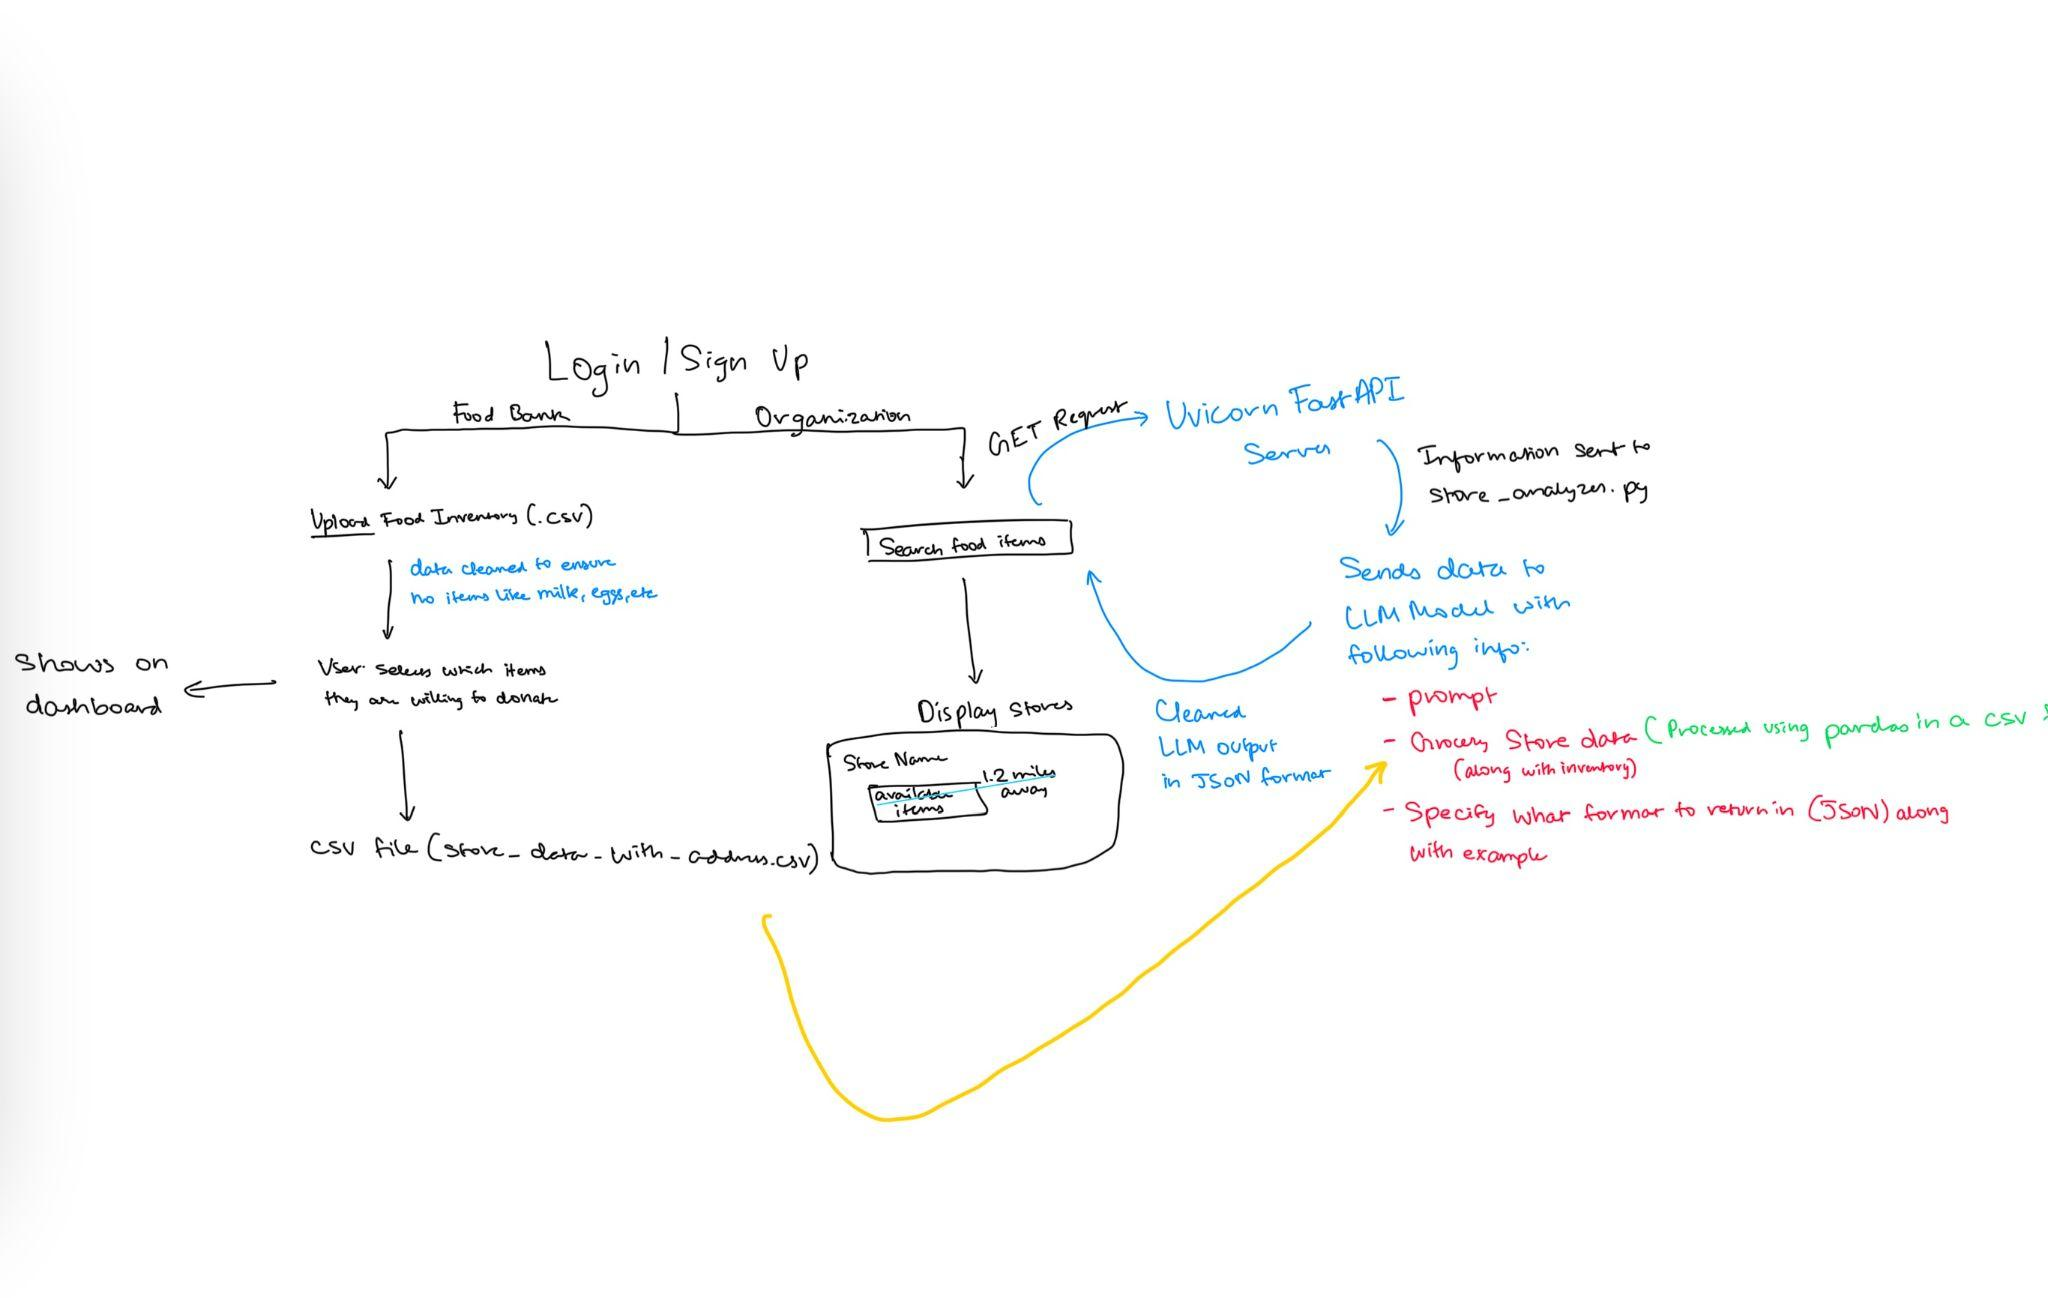 Login / Sign Up
Food Bank
Organization
GET Request
Uvicorn FastAPI
Server
Information sent to
store_analyzer.py
Upload Food Inventory (.csv)
Search food items
data cleaned to ensure
no items like milk, eggs, etc
Sends data to
LLM Model with
following info:
Shows on
dashboard
User selects which items
they are willing to donate
Display Stores
Cleaned
LLM output
in JSON format
- prompt
- Grocery Store data (Processed using pandas in a csv
(along with inventory)
- Specify what format to return in (JSON) along
with example
Store Name
available
items
1.2 miles
away
csv file (store_data_with_address.csv)